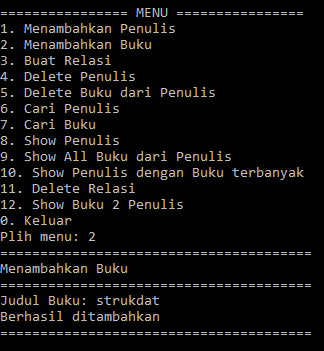 ================ MENU ================
1. Menambahkan Penulis
2. Menambahkan Buku
3. Buat Relasi
4. Delete Penulis
5. Delete Buku dari Penulis
6. Cari Penulis
7. Cari Buku
8. Show Penulis
9. Show All Buku dari Penulis
10. Show Penulis dengan Buku terbanyak
11. Delete Relasi
12. Show Buku 2 Penulis
0. Keluar
Plih menu: 2
=======================================
Menambahkan Buku
=======================================
Judul Buku: strukdat
Berhasil ditambahkan
=======================================